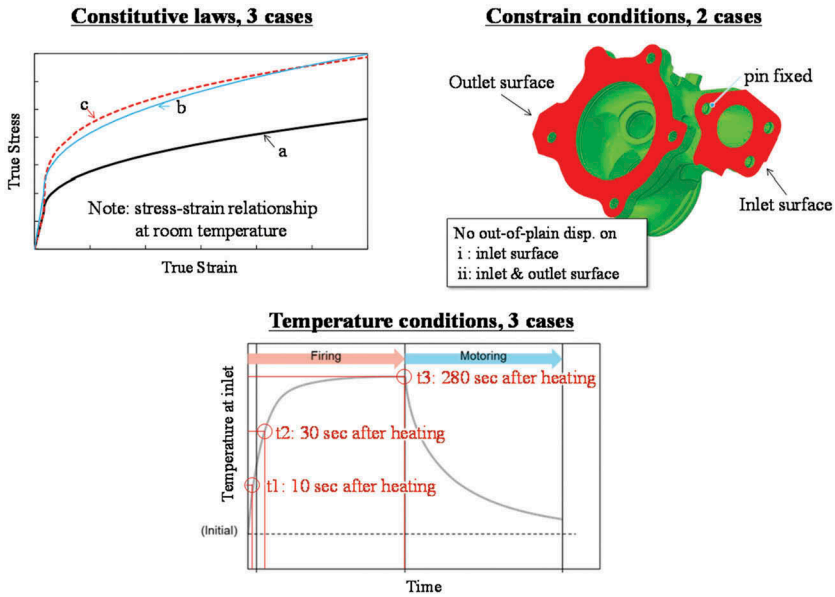 Constitutive laws, 3 cases
True Stress
c
b
a
Note: stress-strain relationship
at room temperature
True Strain
Constrain conditions, 2 cases
Outlet surface
pin fixed
Inlet surface
No out-of-plain disp. on
i : inlet surface
ii: inlet & outlet surface
Temperature conditions, 3 cases
Temperature at inlet
Firing
Motoring
t3: 280 sec after heating
t2: 30 sec after heating
t1: 10 sec after heating
(Initial)
Time